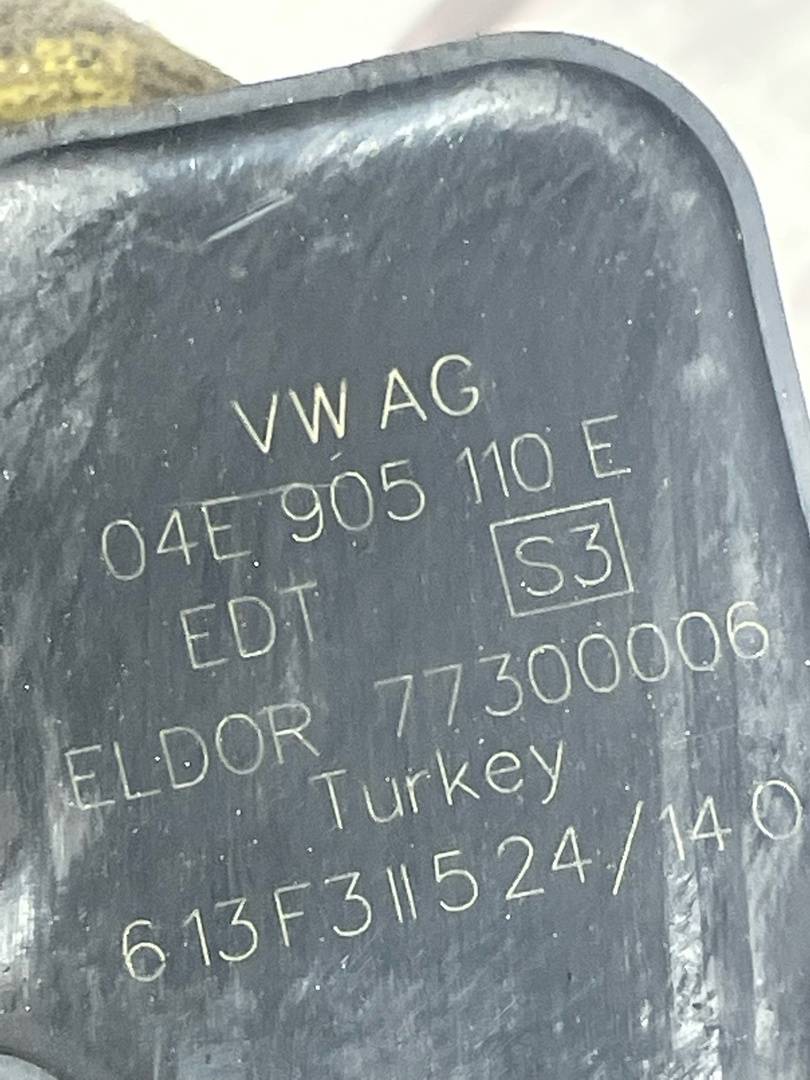 VW AG
04E 905 110 E
EDT S3
ELDOR 77300006
Turkey
613F311524/140